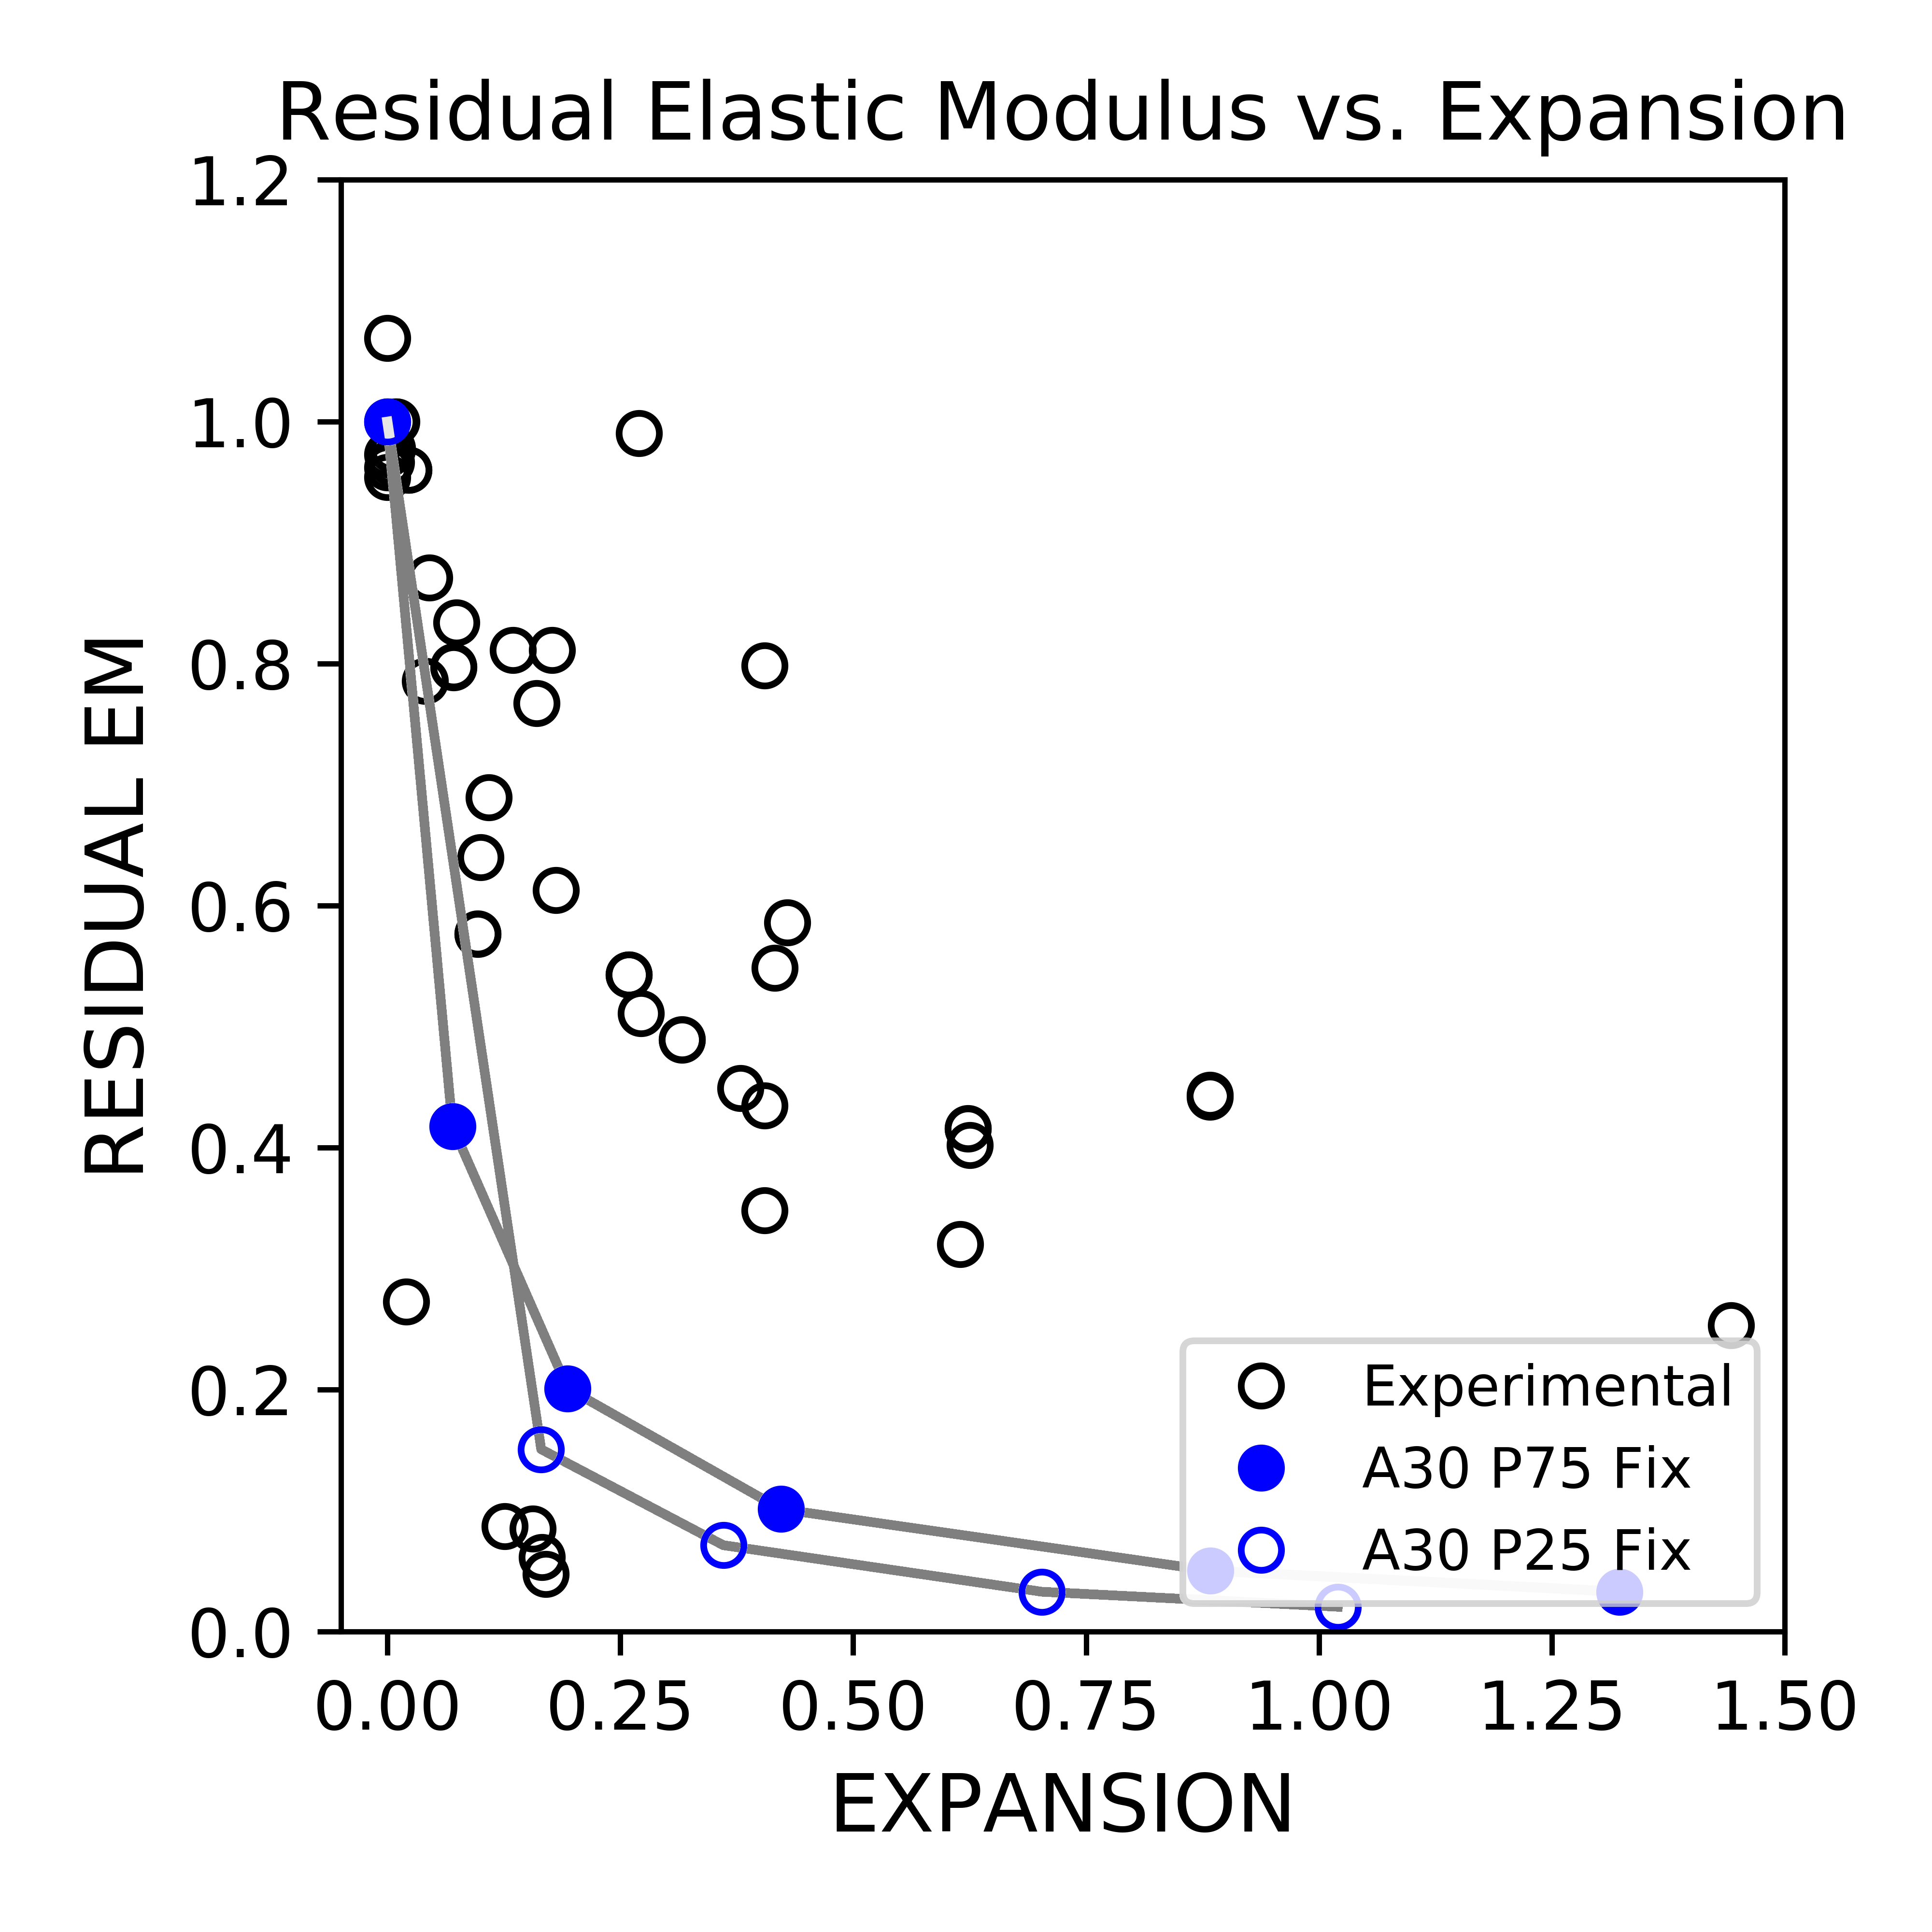 Residual Elastic Modulus vs. Expansion
1.2
1.0
0.8
0.6
0.4
0.2
0.0
RESIDUAL EM
Experimental
A30 P75 Fix
A30 P25 Fix
0.00 0.25 0.50 0.75 1.00 1.25 1.50
EXPANSION